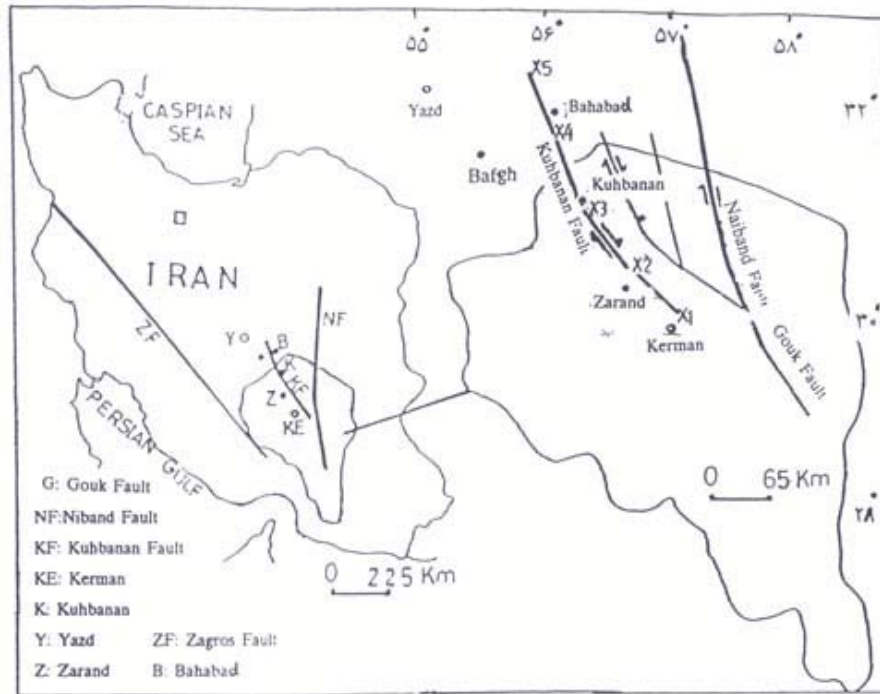 ۵۵°
۵۶°
۵۷°
۵۸°
X5
CASPIAN
SEA
Yazd
Bahabad
۳۲°
X4
Bafgh
Kuhbanan Fault
Kuhbanan
X3
Naiband Fault
IRAN
X2
Zarand
X1
۳۰°
Kerman
Gouk Fault
ZF
NF
Y
B
K
KF
Z
KE
PERSIAN GULF
0 65 Km
۲۸°
0 225 Km
G: Gouk Fault
NF:Niband Fault
KF: Kuhbanan Fault
KE: Kerman
K: Kuhbanan
Y: Yazd ZF: Zagros Fault
Z: Zarand B: Bahabad